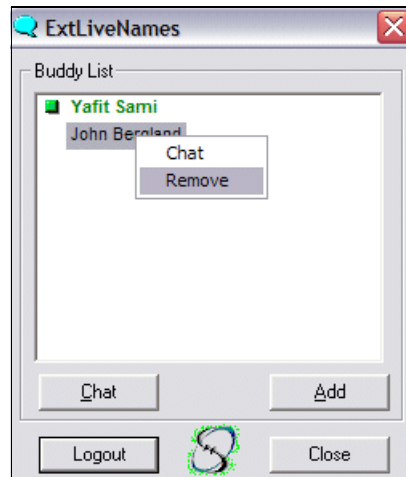 ExtLiveNames
Buddy List
Yafit Sami
John Bergland
Chat
Remove
Chat
Add
Logout
Close